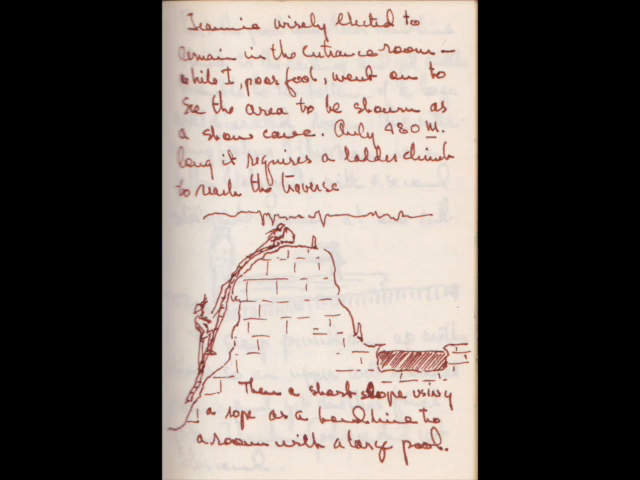 Jeannie wisely elected to
remain in the entrance room –
while I, poor fool, went on to
see the area to be shown as
a show cave. Only 480 M.
long it requires a ladder climb
to reach the traverse
Then a short slope using
a rope as a handline to
a room with a large pool.